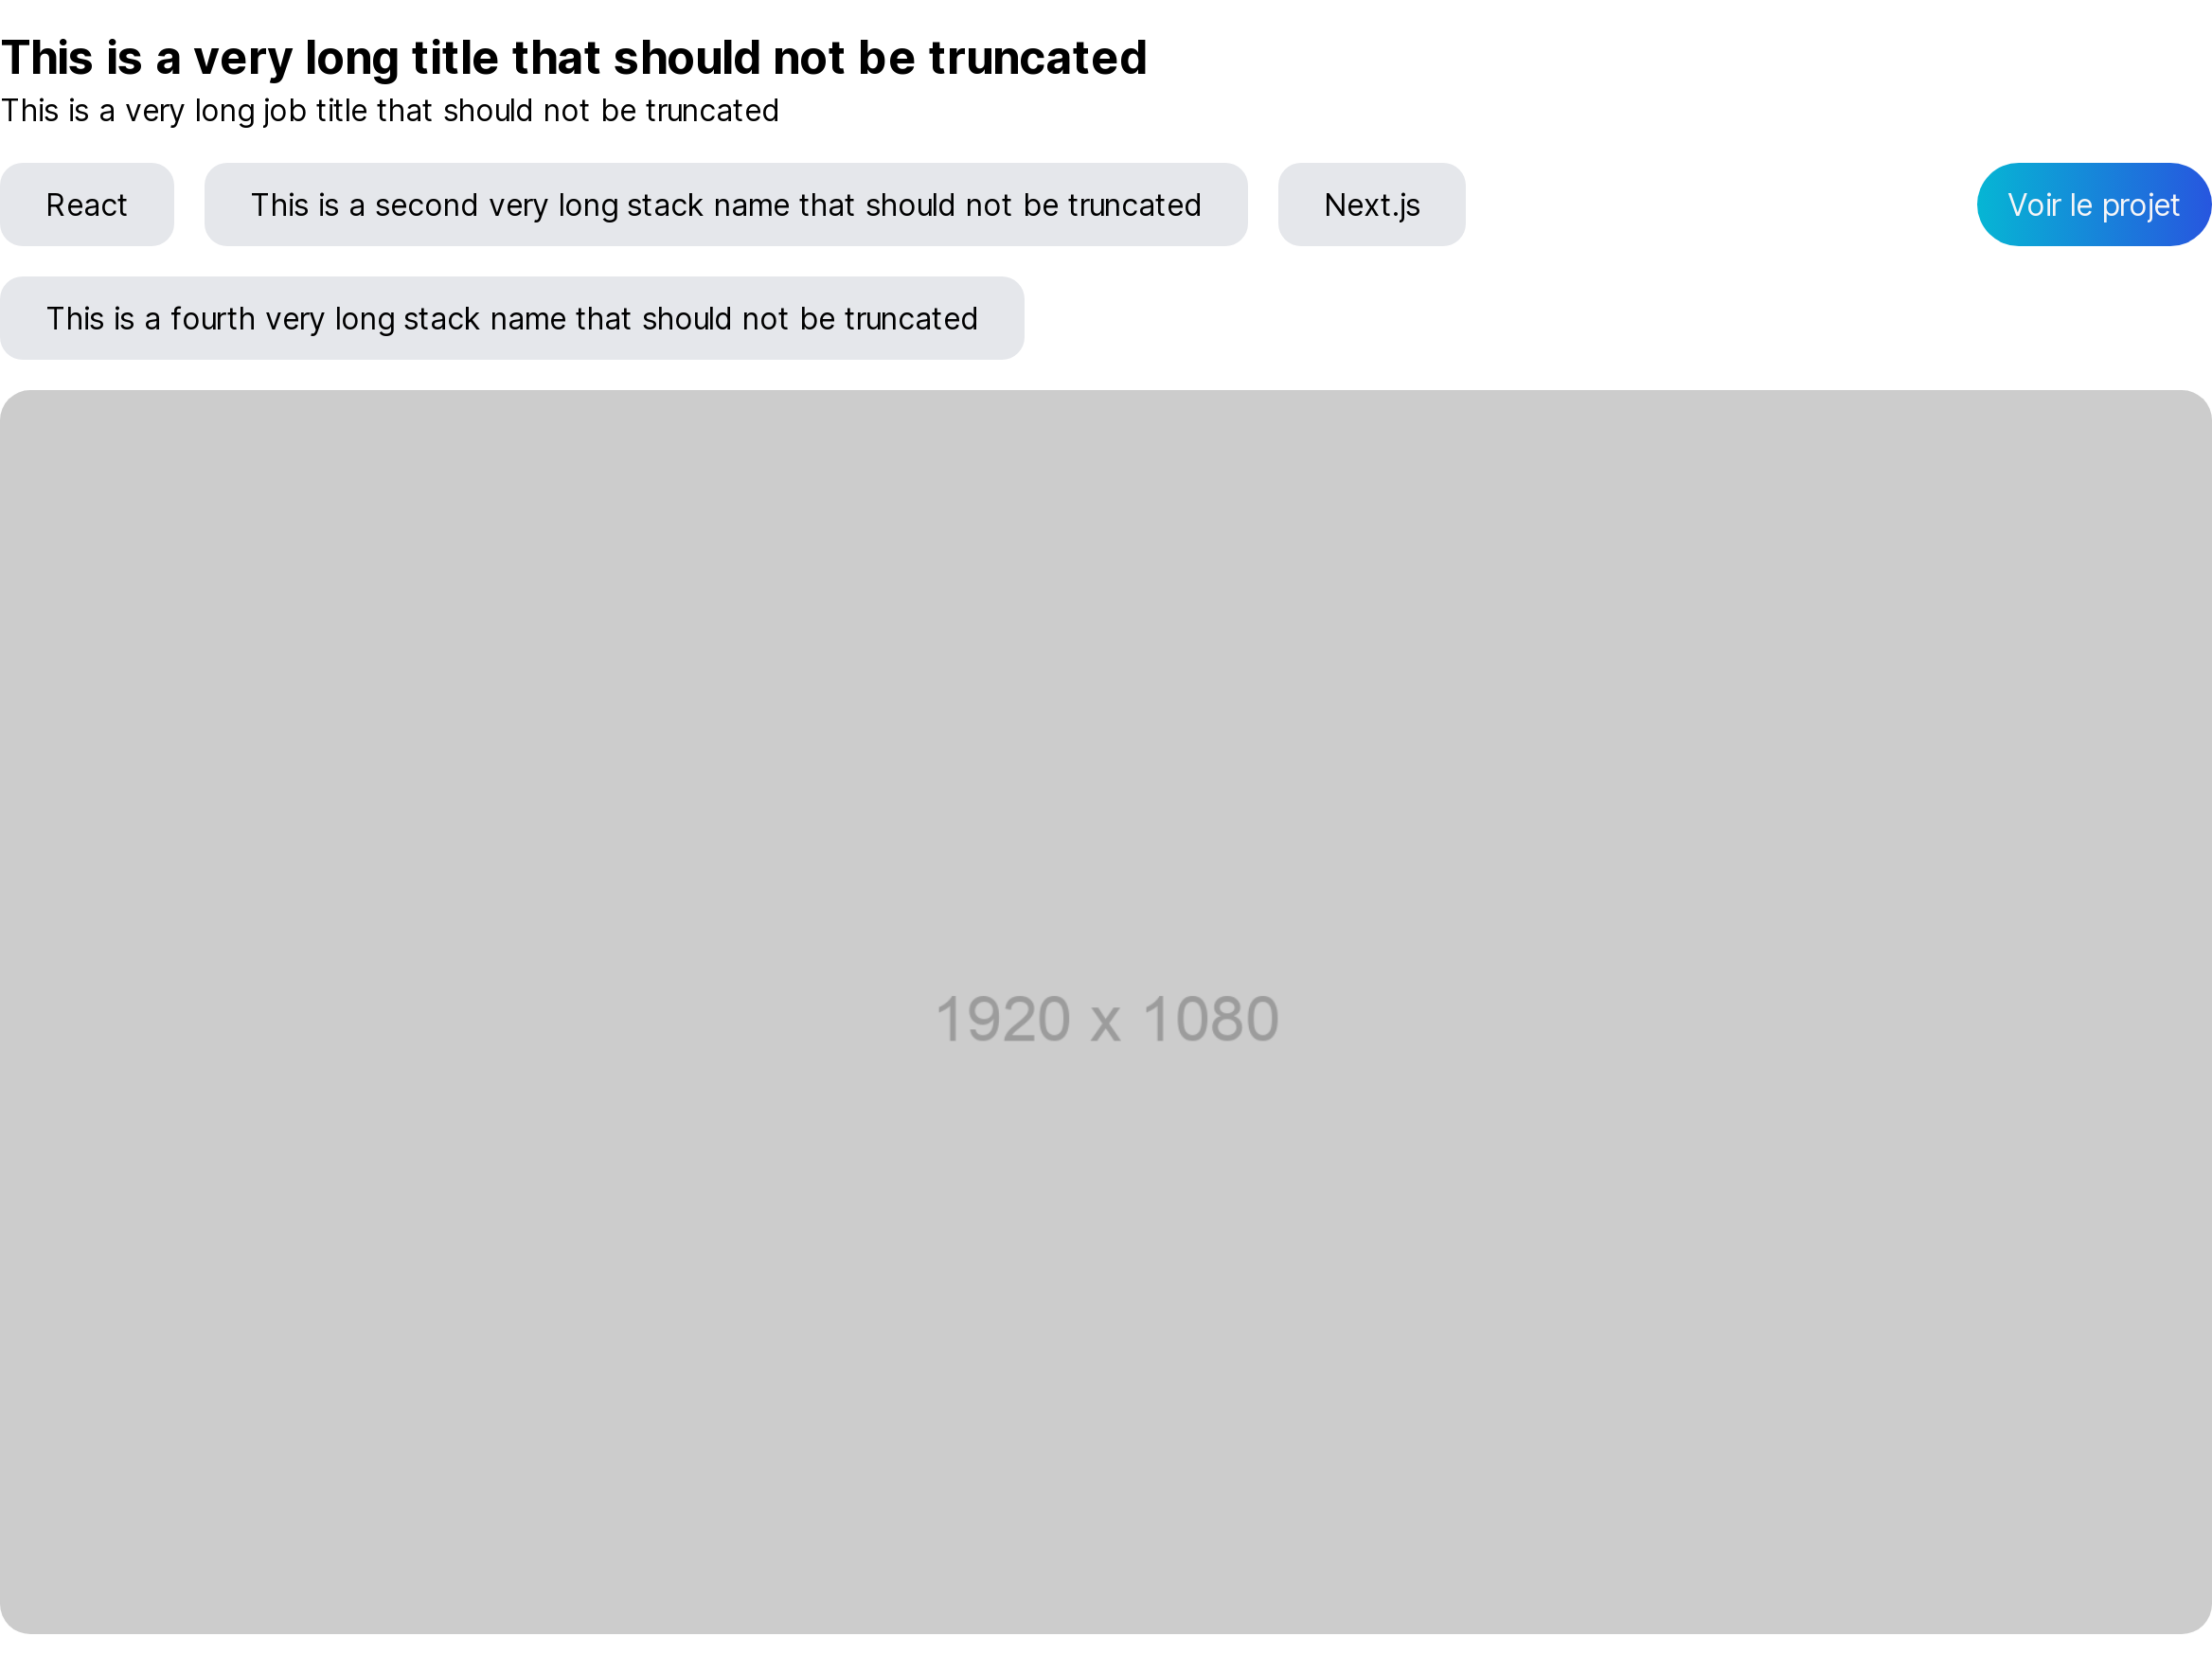 This is a very long title that should not be truncated
This is a very long job title that should not be truncated
React
This is a second very long stack name that should not be truncated
Next.js
Voir le projet
This is a fourth very long stack name that should not be truncated
1920 x 1080